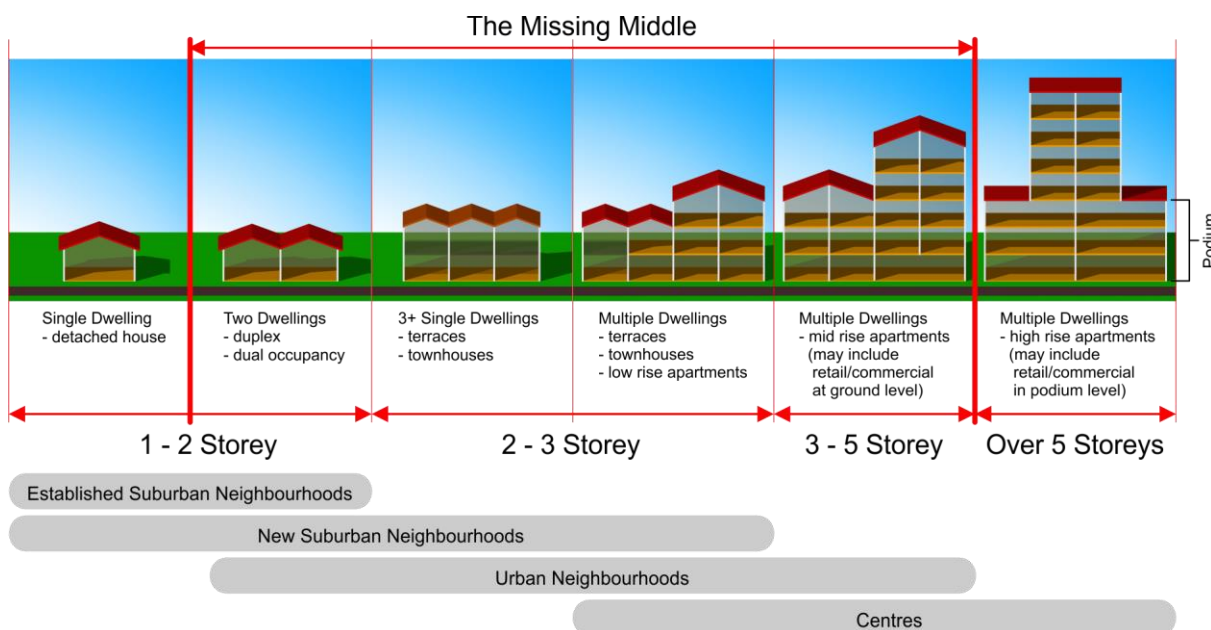 The Missing Middle
Podium
Single Dwelling
- detached house
Two Dwellings
- duplex
- dual occupancy
3+ Single Dwellings
- terraces
- townhouses
Multiple Dwellings
- terraces
- townhouses
- low rise apartments
Multiple Dwellings
- mid rise apartments
(may include
retail/commercial
at ground level)
Multiple Dwellings
- high rise apartments
(may include
retail/commercial
in podium level)
1 - 2 Storey
2 - 3 Storey
3 - 5 Storey
Over 5 Storeys
Established Suburban Neighbourhoods
New Suburban Neighbourhoods
Urban Neighbourhoods
Centres